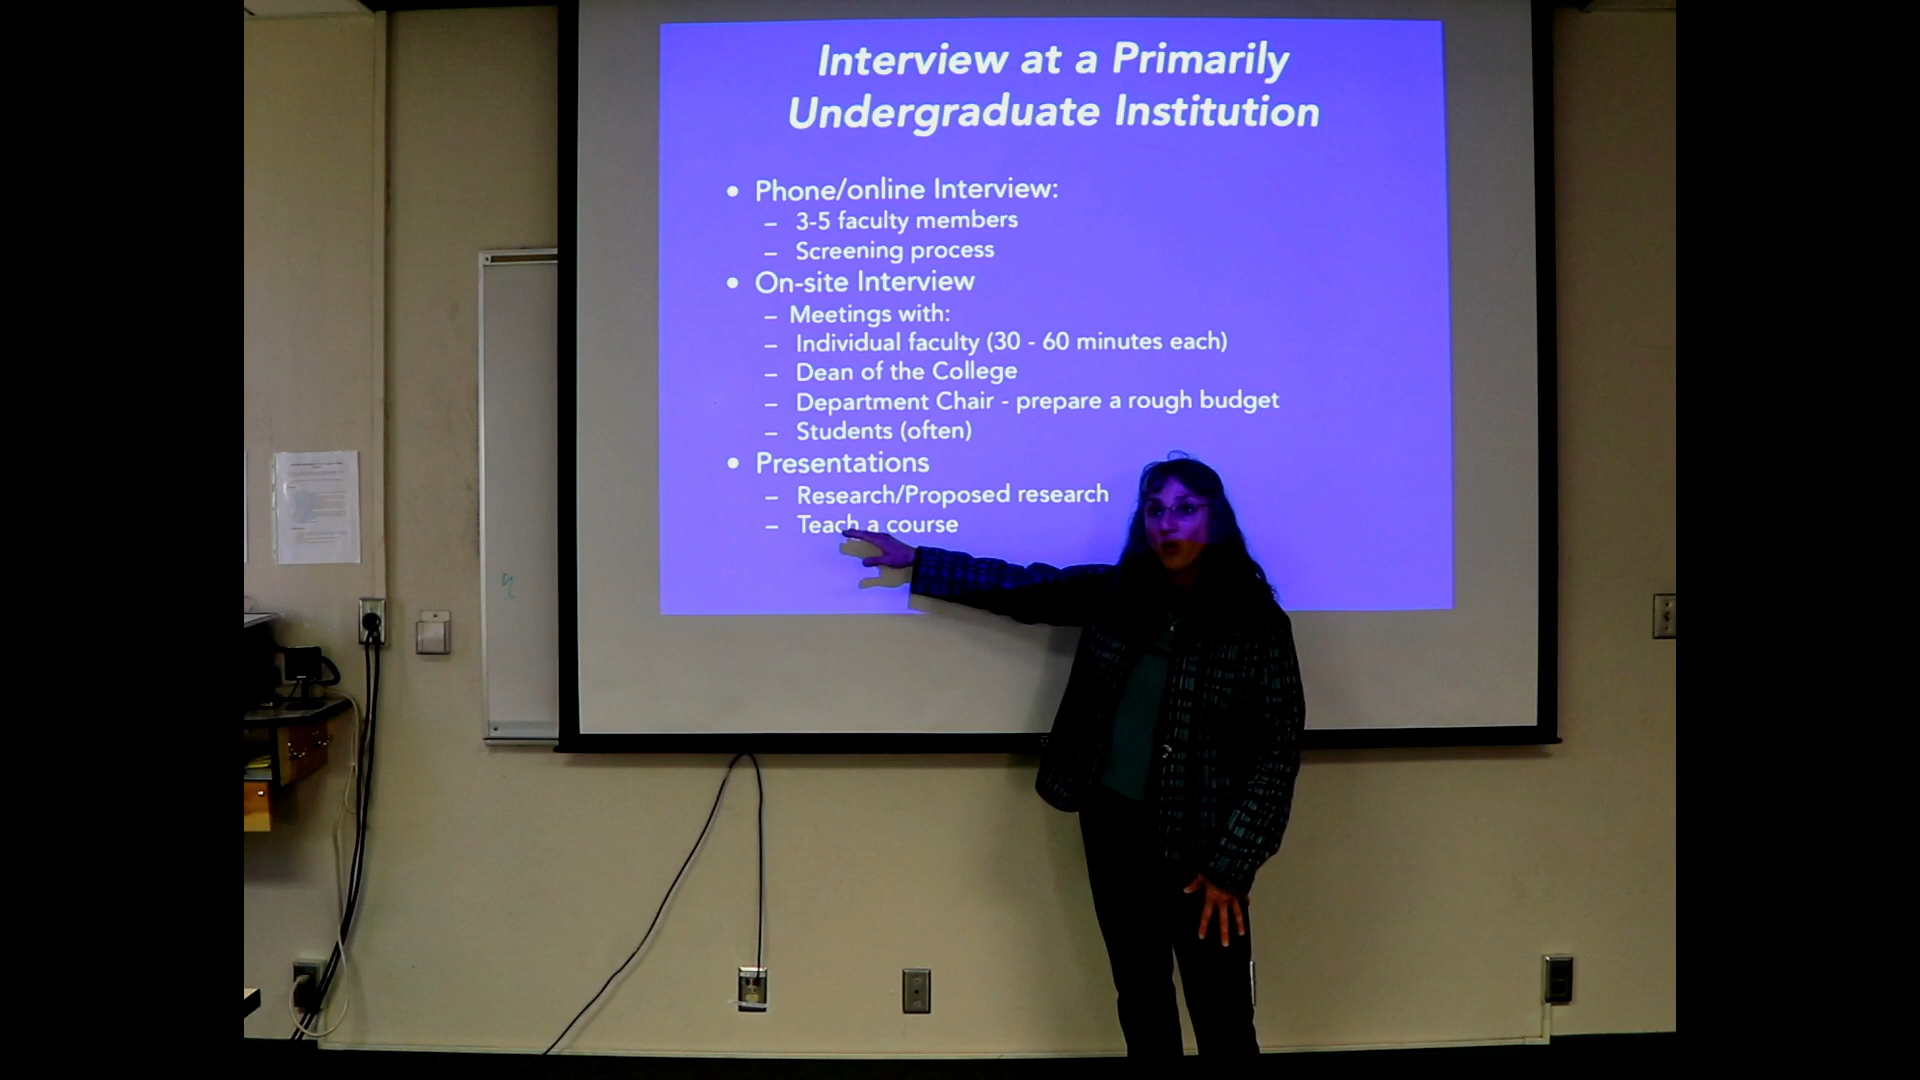 Interview at a Primarily
Undergraduate Institution
• Phone/online Interview:
– 3-5 faculty members
– Screening process
• On-site Interview
– Meetings with:
– Individual faculty (30 - 60 minutes each)
– Dean of the College
– Department Chair - prepare a rough budget
– Students (often)
• Presentations
– Research/Proposed research
– Teach a course